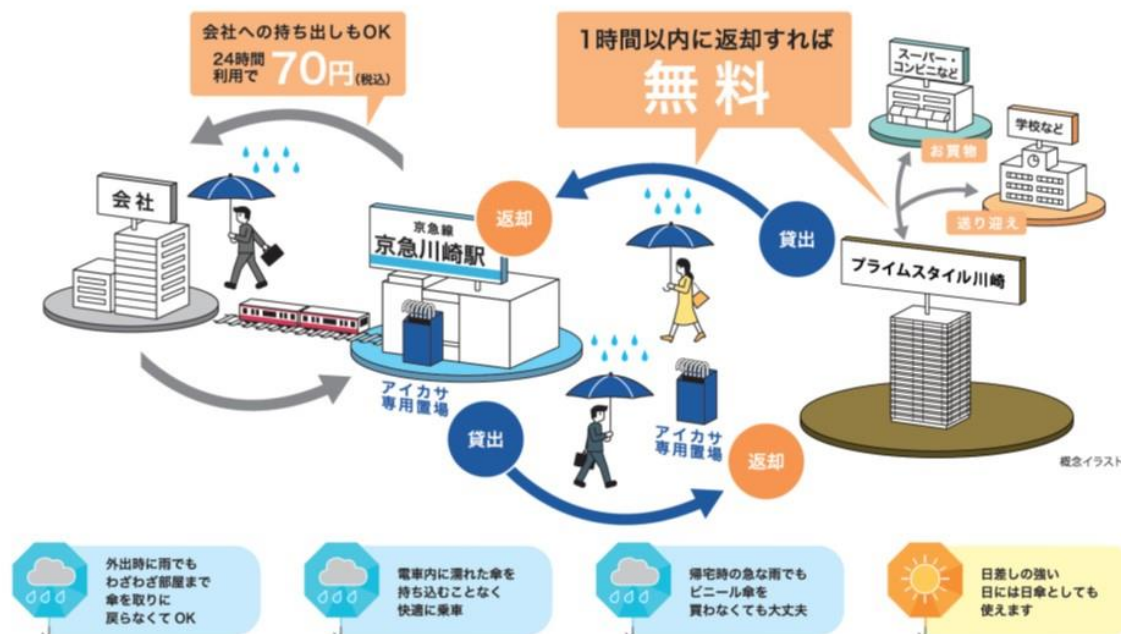 会社への持ち出しもOK
24時間
利用で
70円(税込)
1時間以内に返却すれば
無料
スーパー・
コンビニなど
学校など
お買物
送り迎え
会社
京急線
京急川崎駅
返却
貸出
プライムスタイル川崎
アイカサ
専用置場
貸出
アイカサ
専用置場
返却
概念イラスト
外出時に雨でも
わざわざ部屋まで
傘を取りに
戻らなくてOK
電車内に濡れた傘を
持ち込むことなく
快適に乗車
帰宅時の急な雨でも
ビニール傘を
買わなくても大丈夫
日差しの強い
日には日傘としても
使えます